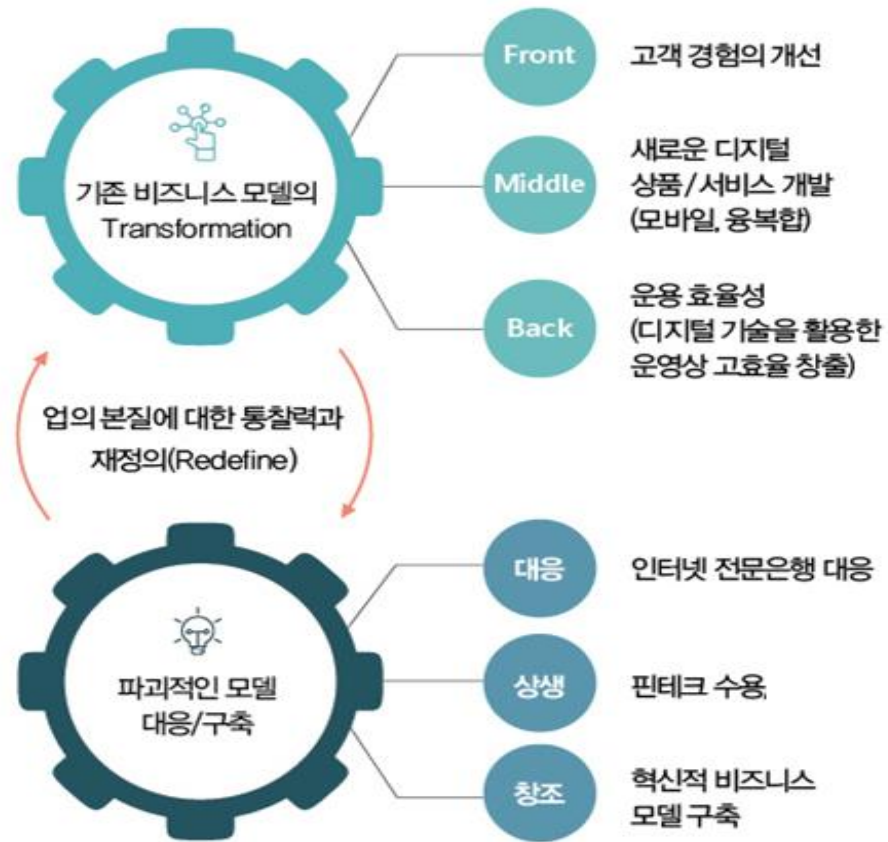 기존 비즈니스 모델의
Transformation
Front
고객 경험의 개선
Middle
새로운 디지털
상품/서비스 개발
(모바일, 융복합)
Back
운용 효율성
(디지털 기술을 활용한
운영상 고효율 창출)
업의 본질에 대한 통찰력과
재정의(Redefine)
파괴적인 모델
대응/구축
대응
인터넷 전문은행 대응
상생
핀테크 수용,
창조
혁신적 비즈니스
모델 구축